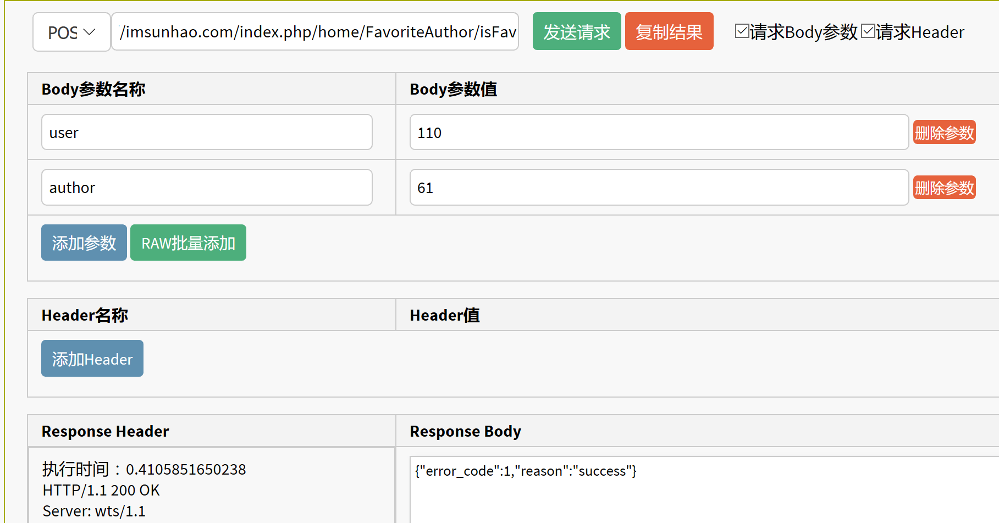 POS //imsunhao.com/index.php/home/FavoriteAuthor/isFav 发送请求 复制结果 请求Body参数 请求Header
Body参数名称 Body参数值
user 110 删除参数
author 61 删除参数
添加参数 RAW批量添加
Header名称 Header值
添加Header
Response Header Response Body
执行时间：0.4105851650238 {"error_code":1,"reason":"success"}
HTTP/1.1 200 OK
Server: wts/1.1